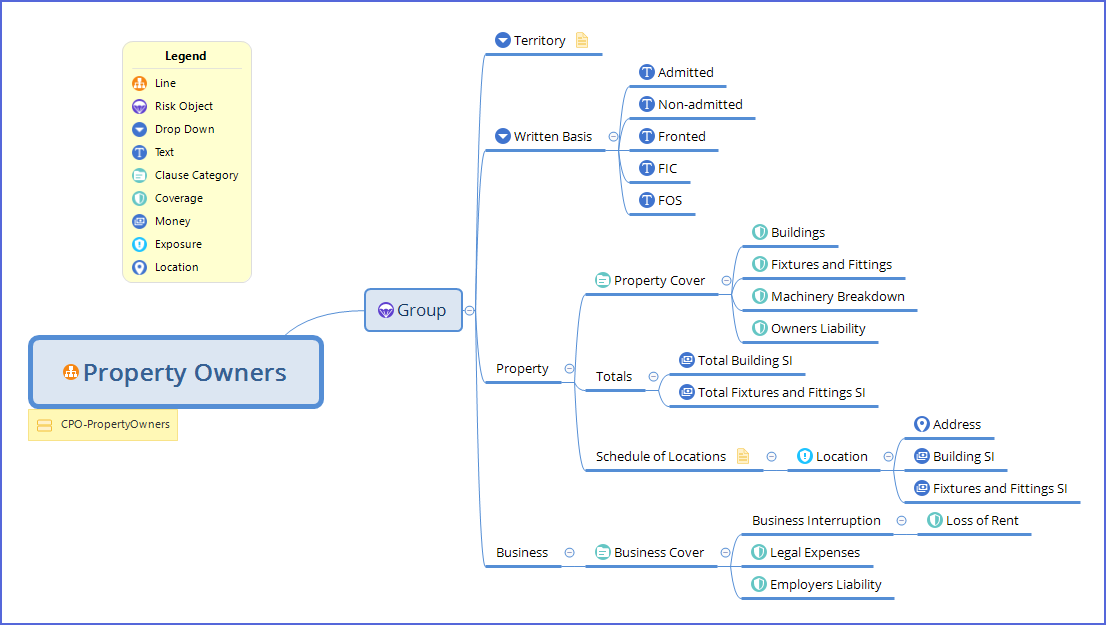 Legend
Line
Risk Object
Drop Down
Text
Clause Category
Coverage
Money
Exposure
Location
Property Owners
CPO-PropertyOwners
Group
Territory
Written Basis
Admitted
Non-admitted
Fronted
FIC
FOS
Property
Property Cover
Buildings
Fixtures and Fittings
Machinery Breakdown
Owners Liability
Totals
Total Building SI
Total Fixtures and Fittings SI
Schedule of Locations
Location
Address
Building SI
Fixtures and Fittings SI
Business
Business Cover
Business Interruption
Loss of Rent
Legal Expenses
Employers Liability